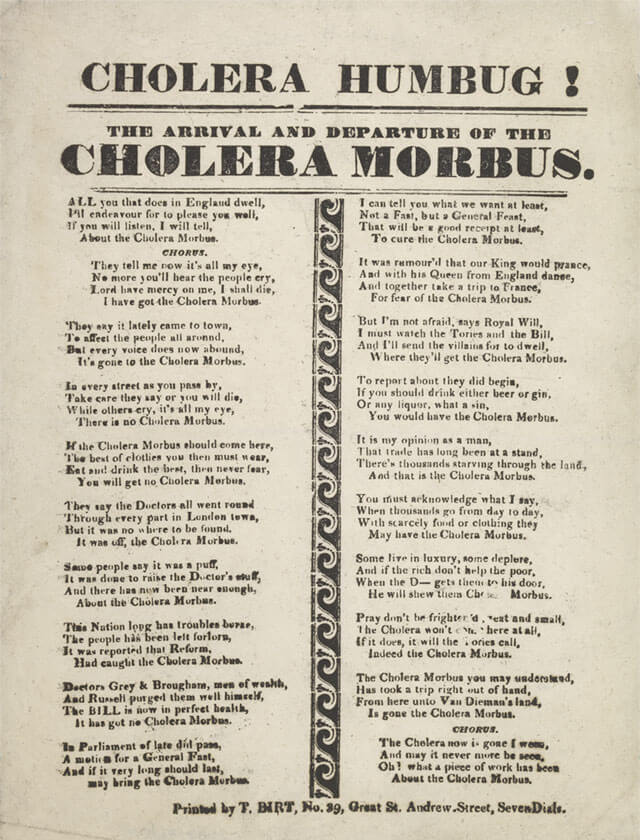 CHOLERA HUMBUG !
THE ARRIVAL AND DEPARTURE OF THE
CHOLERA MORBUS.
ALL you that does in England dwell,
I'll endeavour for to please you well,
If you will listen, I will tell,
About the Cholera Morbus.
CHORUS.
They tell me now it's all my eye,
No more you'll hear the people cry,
Lord have mercy on me, I shall die,
I have got the Cholera Morbus.
They say it lately came to town,
To affect the people all around,
But every voice does now abound,
It's gone to the Cholera Morbus.
In every street as you pass by,
Take care they say or you will die,
While others cry, it's all my eye,
There is no Cholera Morbus.
If the Cholera Morbus should come here,
The best of clothes you then must wear,
Eat and drink the best, then never fear,
You will get no Cholera Morbus.
They say the Doctors all went round
Through every part in London town,
But it was no where to be found,
It was off, the Cholera Morbus.
Some people say it was a puff,
It was done to raise the Doctor's stuff,
And there has now been near enough,
About the Cholera Morbus.
This Nation long has troubles borne,
The people has been left forlorn,
It was reported that Reform,
Had caught the Cholera Morbus.
Doctors Grey & Brougham, men of wealth,
And Russell purged them well himself,
The BILL is now in perfect health,
It has got no Cholera Morbus.
In Parliament of late did pass,
A motion for a General Fast,
And if it very long should last,
may bring the Cholera Morbus.
I can tell you what we want at least,
Not a Fast, but a General Feast,
That will be a good receipt at least,
To cure the Cholera Morbus.
It was rumour'd that our King would prance,
And with his Queen from England dance,
And together take a trip to France,
For fear of the Cholera Morbus.
But I'm not afraid, says Royal Will,
I must watch the Tories and the Bill,
And I'll send the villains for to dwell,
Where they'll get the Cholera Morbus.
To report about they did begin,
If you should drink either beer or gin,
Or any liquor, what a sin,
You would have the Cholera Morbus.
It is my opinion as a man,
That trade has long been at a stand,
There's thousands starving through the land,
And that is the Cholera Morbus.
You must acknowledge what I say,
When thousands go from day to day,
With scarcely food or clothing they
May have the Cholera Morbus.
Some live in luxury, some deplore,
And if the rich don't help the poor,
When the D— gets them to his door,
He will shew them Morbus.
Pray don't be frighten'd, great and small,
The Cholera won't come here at all,
If it does, it will the Tories call,
Indeed the Cholera Morbus.
The Cholera Morbus you may understand,
Has took a trip right out of hand,
From here unto Van Dieman's land,
Is gone the Cholera Morbus.
CHORUS.
The Cholera now is gone I ween,
And may it never more be seen,
Oh! what a piece of work has been
About the Cholera Morbus.
Printed by T. BIRT, No. 39, Great St. Andrew-Street, Seven Dials.